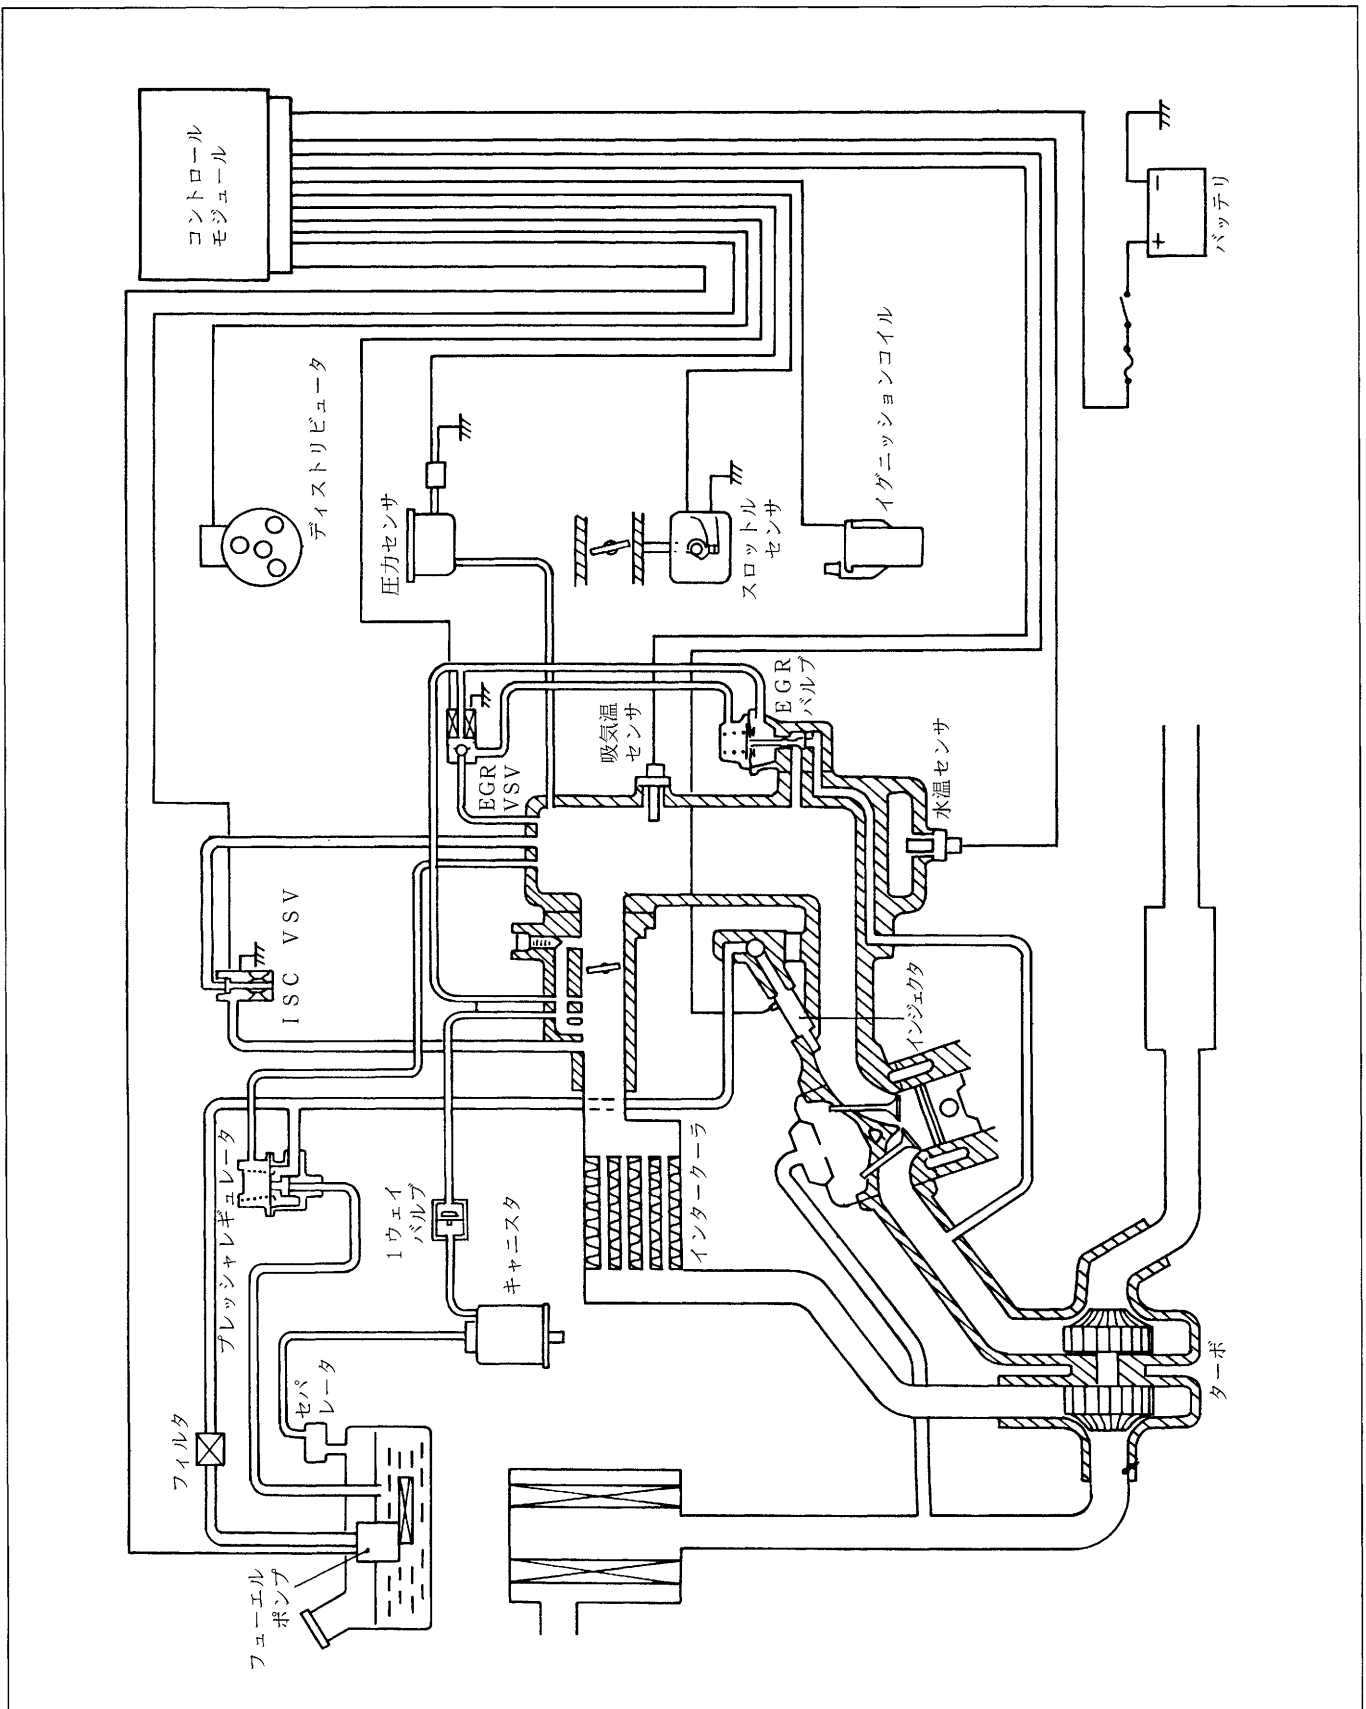 コントロール
モジュール
バッテリ
ディストリビュータ
圧力センサ
スロットル
センサ
イグニッションコイル
EGR
VSV
吸気温
センサ
EGR
バルブ
水温センサ
ISC VSV
インジェクタ
プレッシャレギュレータ
1ウェイ
バルブ
キャニスタ
インタークーラ
フィルタ
セパ
レータ
ターボ
フューエル
ポンプ
+
−